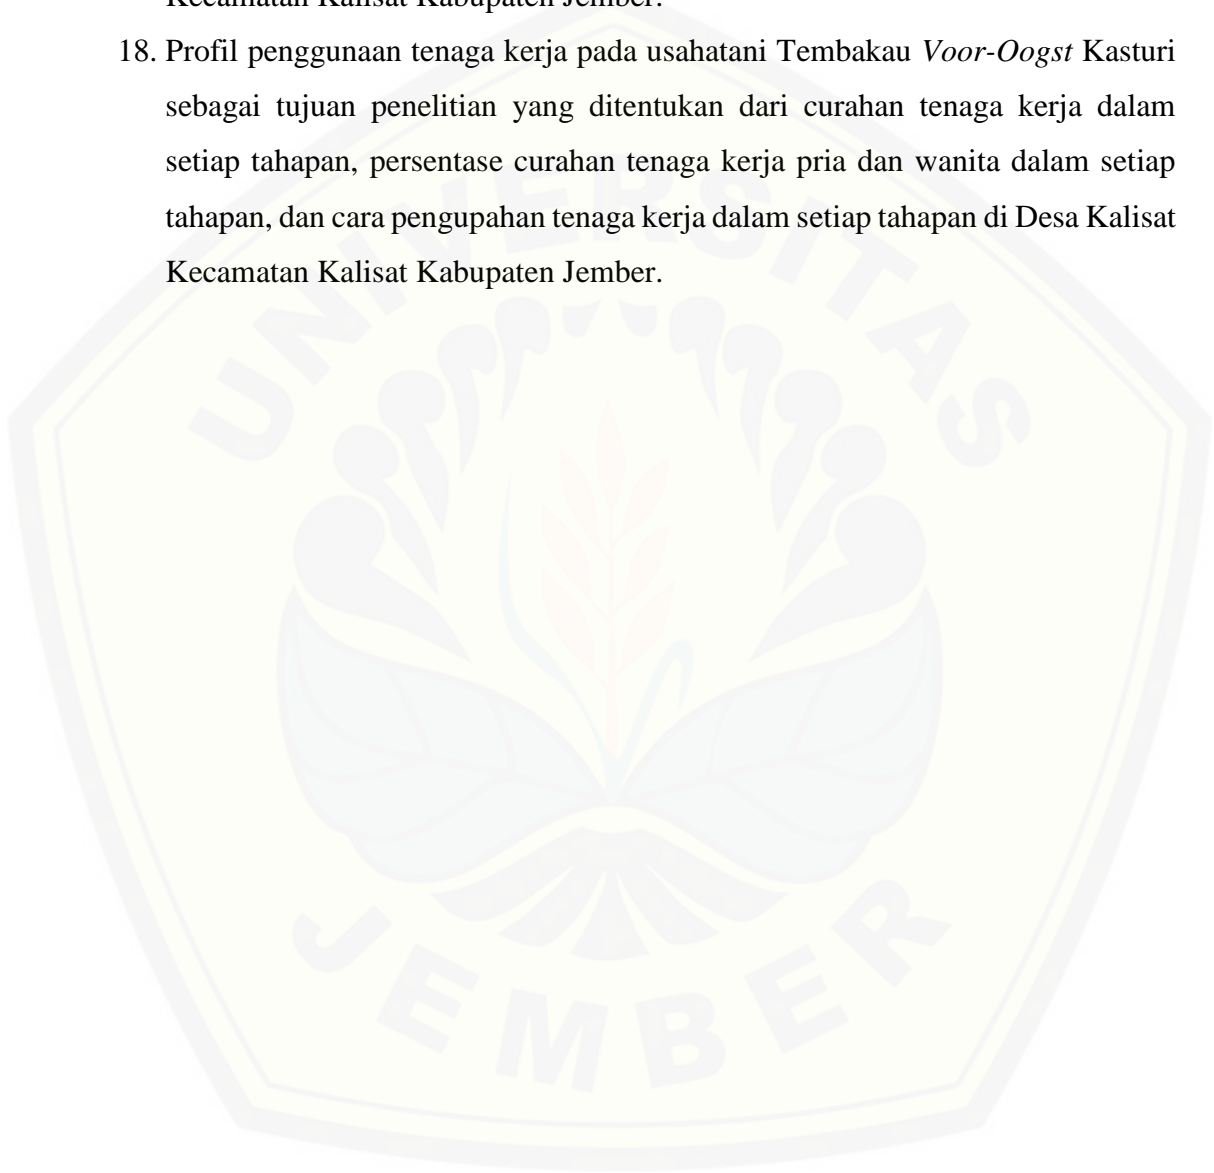 Kecamatan Kalisat Kabupaten Jember.
18. Profil penggunaan tenaga kerja pada usahatani Tembakau Voor-Oogst Kasturi
sebagai tujuan penelitian yang ditentukan dari curahan tenaga kerja dalam
setiap tahapan, persentase curahan tenaga kerja pria dan wanita dalam setiap
tahapan, dan cara pengupahan tenaga kerja dalam setiap tahapan di Desa Kalisat
Kecamatan Kalisat Kabupaten Jember.
UNIVERSITAS
JEMBER